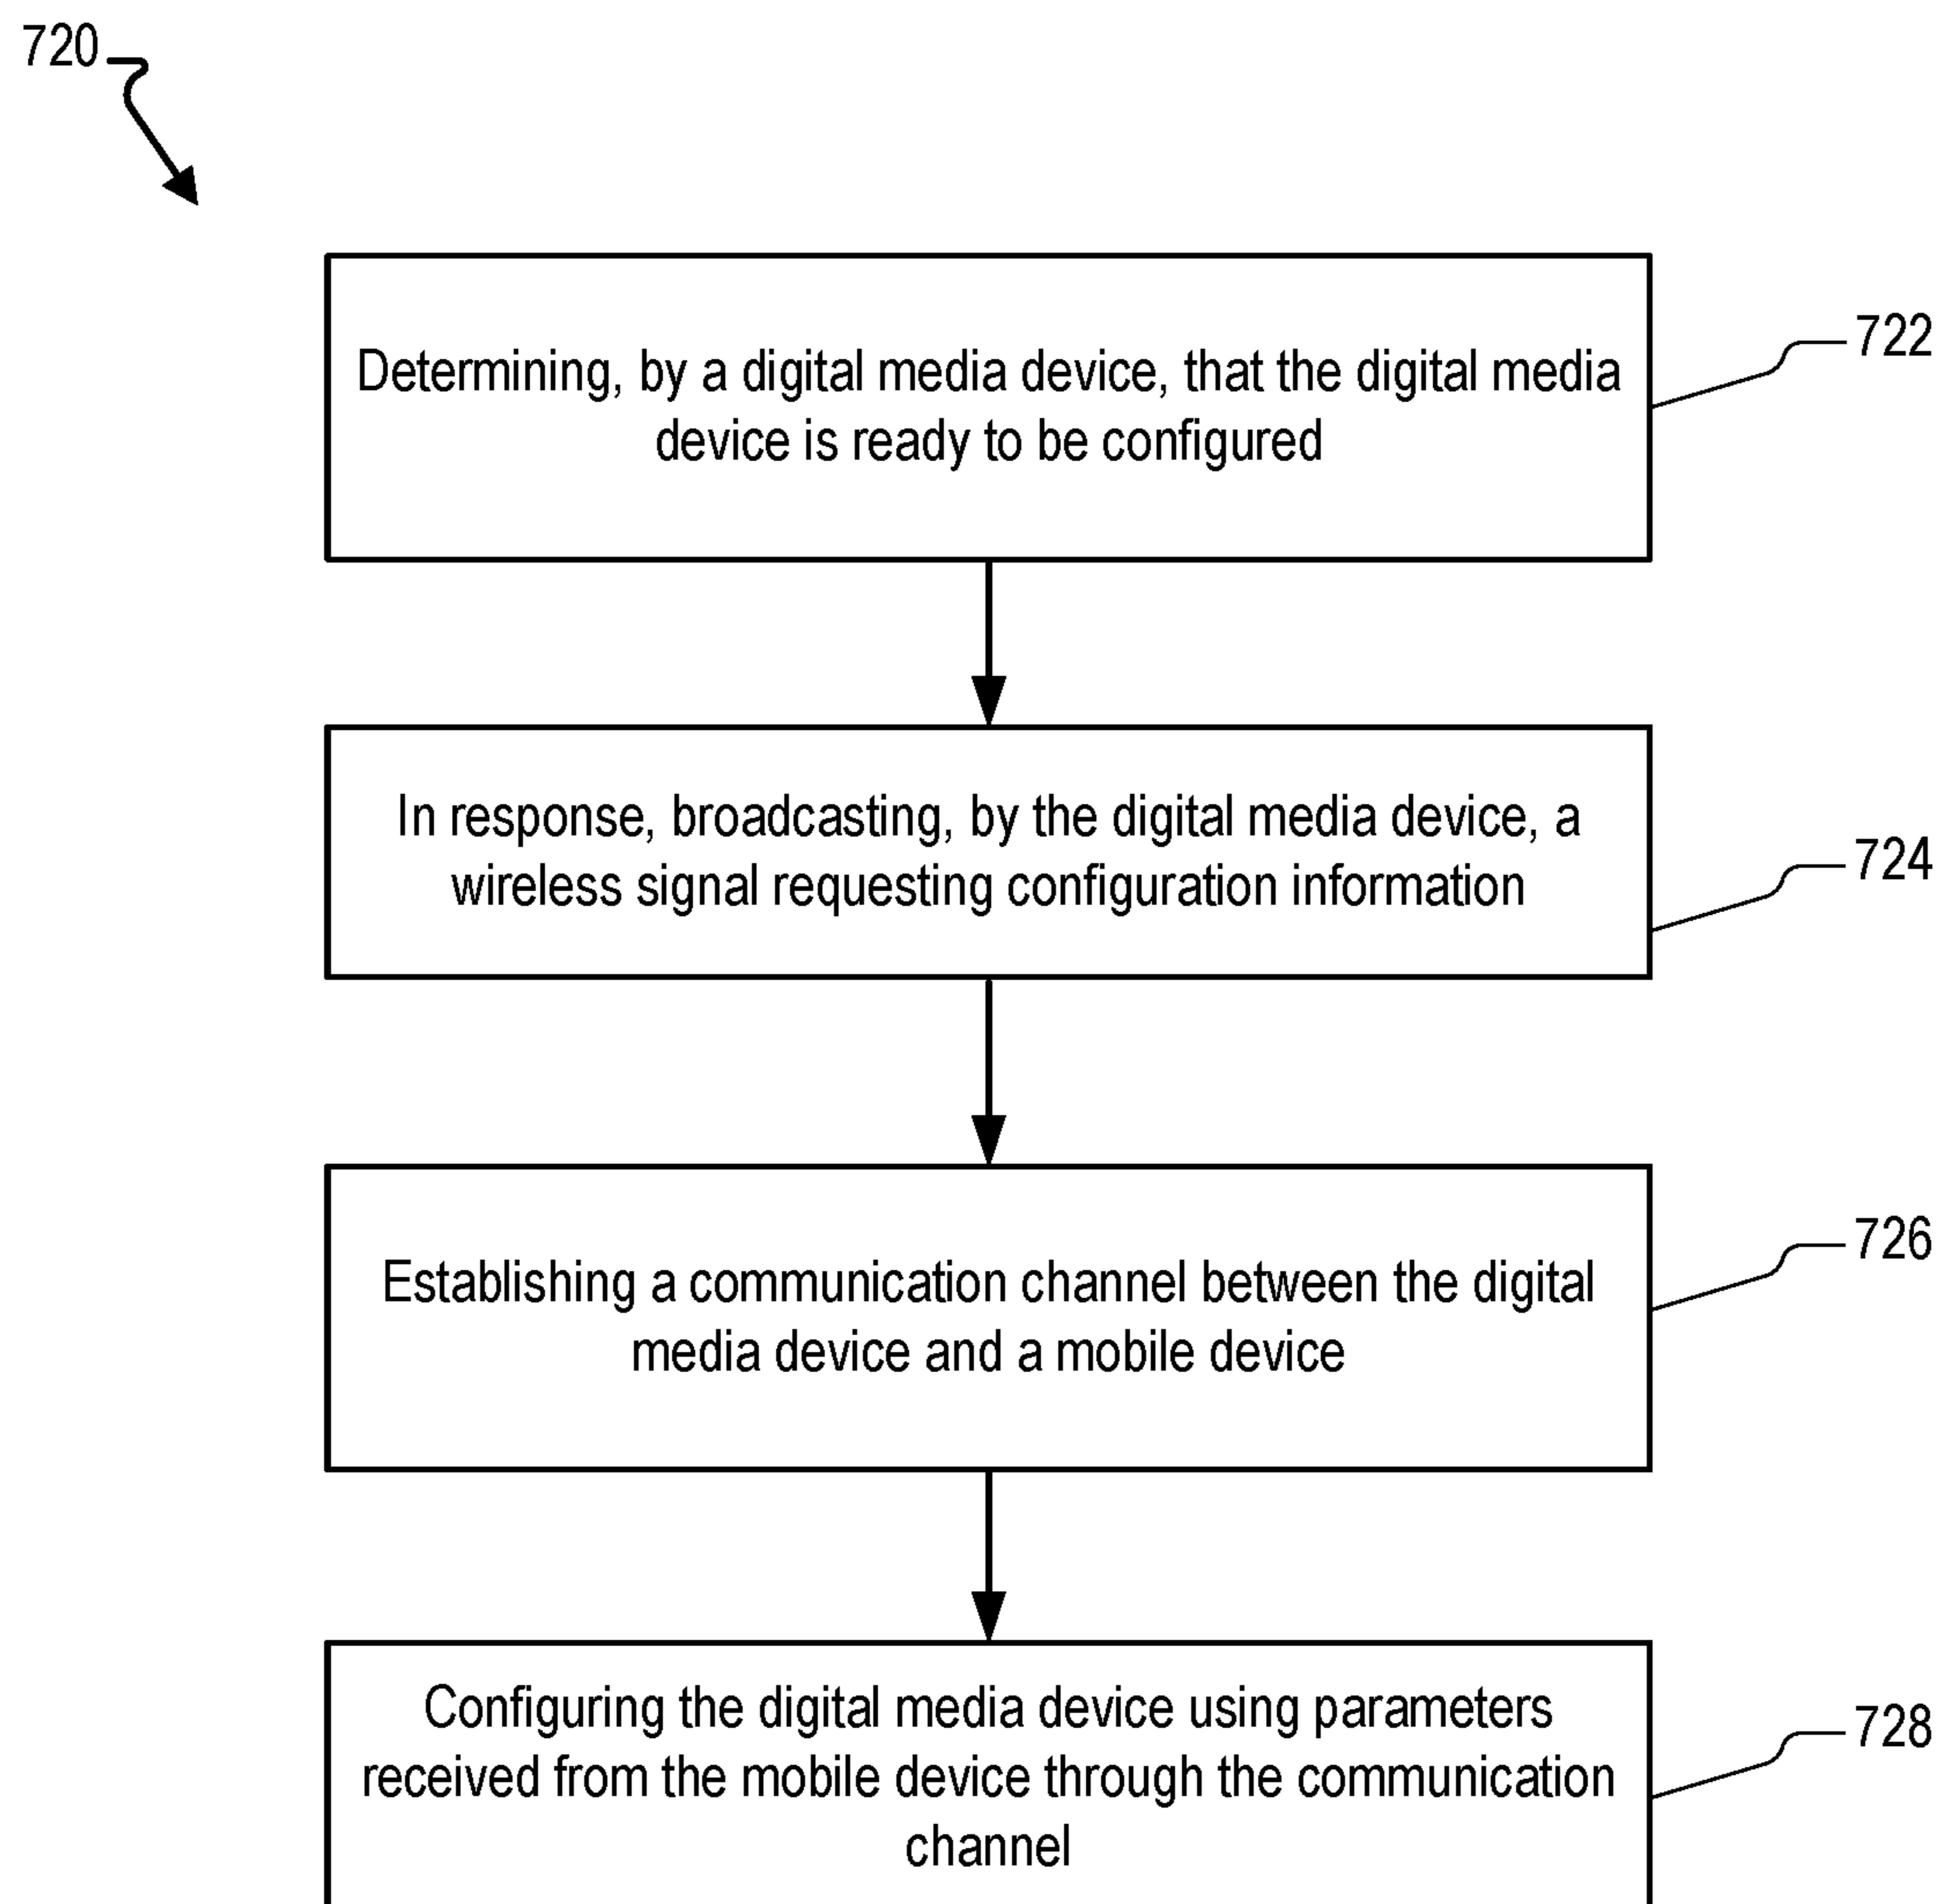 720
Determining, by a digital media device, that the digital media
device is ready to be configured
722
In response, broadcasting, by the digital media device, a
wireless signal requesting configuration information
724
Establishing a communication channel between the digital
media device and a mobile device
726
Configuring the digital media device using parameters
received from the mobile device through the communication
channel
728